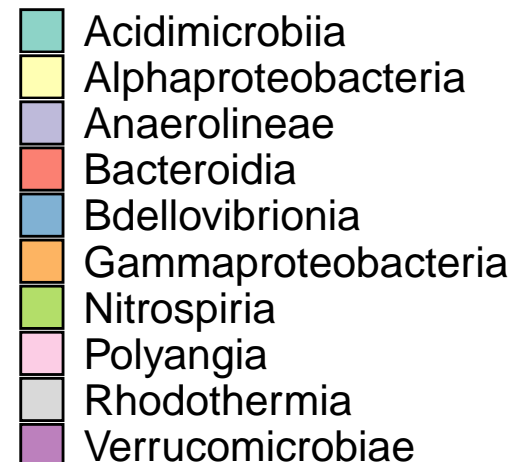 Acidimicrobiia
Alphaproteobacteria
Anaerolineae
Bacteroidia
Bdellovibrionia
Gammaproteobacteria
Nitrospiria
Polyangia
Rhodothermia
Verrucomicrobiae